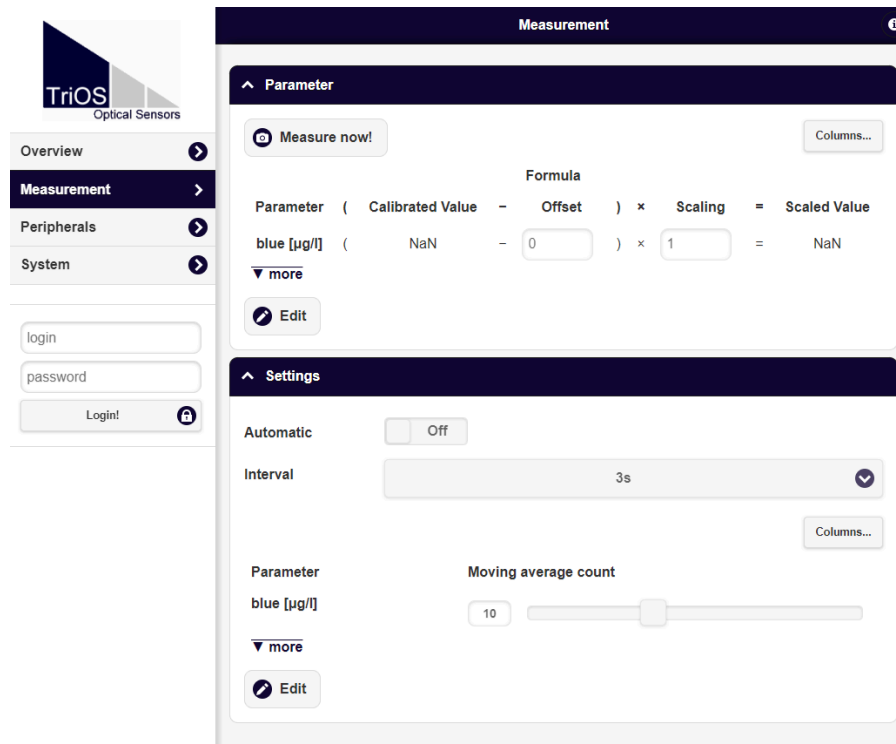 TriOS
Optical Sensors
Overview
Measurement
Peripherals
System
login
password
Login!
Measurement
Parameter
Measure now!
Columns...
Formula
Parameter ( Calibrated Value − Offset ) × Scaling = Scaled Value
blue [µg/l] ( NaN − 0 ) × 1 = NaN
▼ more
Edit
Settings
Automatic Off
Interval 3s
Columns...
Parameter Moving average count
blue [µg/l] 10
▼ more
Edit